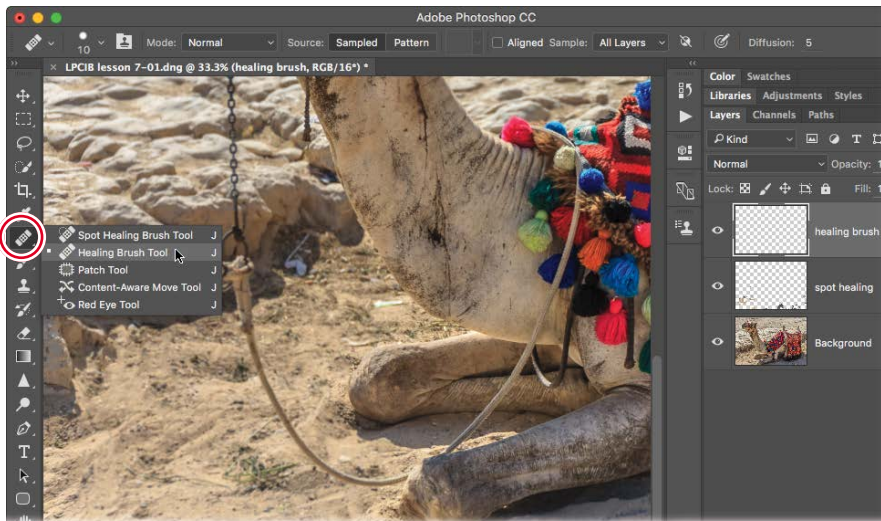 Adobe Photoshop CC
10 Mode: Normal Source: Sampled Pattern Aligned Sample: All Layers Diffusion: 5
× LPCIB lesson 7-01.dng @ 33.3% (healing brush, RGB/16*) *
Color Swatches
Libraries Adjustments Styles
Layers Channels Paths
Kind
Normal Opacity: 1
Lock: Fill: 1
Spot Healing Brush Tool J
Healing Brush Tool J
Patch Tool J
Content-Aware Move Tool J
Red Eye Tool J
healing brush
spot healing
Background